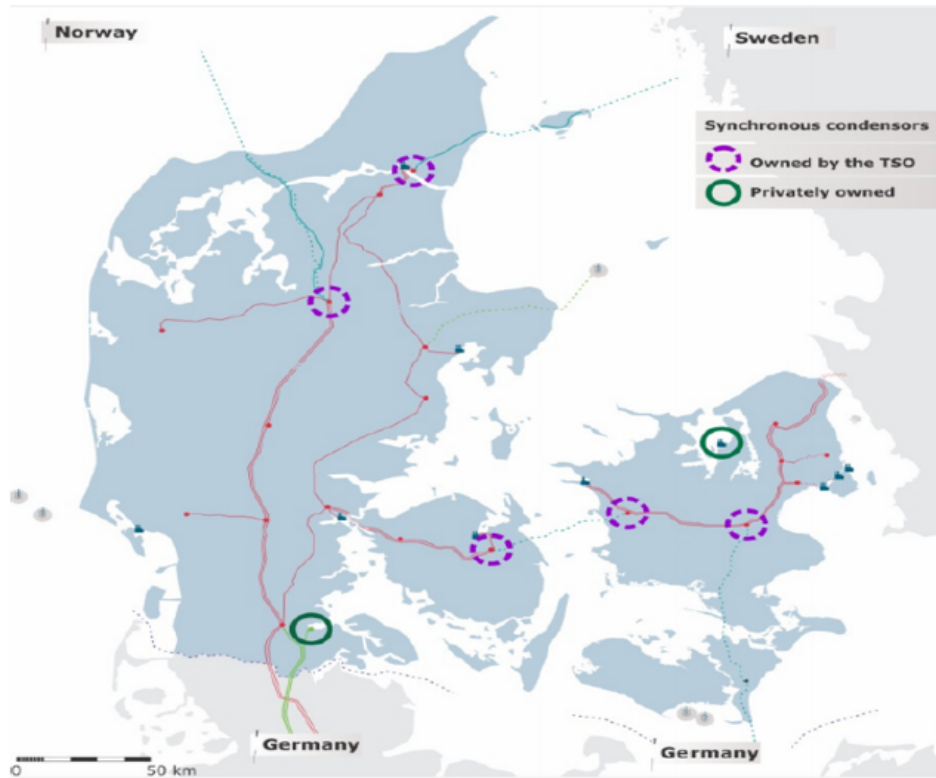 Norway
Sweden
Synchronous condensors
Owned by the TSO
Privately owned
Germany
Germany
0 50 km